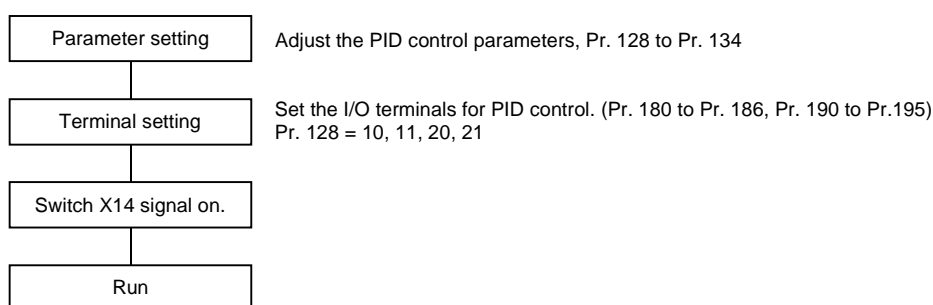 Parameter setting
Adjust the PID control parameters, Pr. 128 to Pr. 134
Terminal setting
Set the I/O terminals for PID control. (Pr. 180 to Pr. 186, Pr. 190 to Pr.195)
Pr. 128 = 10, 11, 20, 21
Switch X14 signal on.
Run